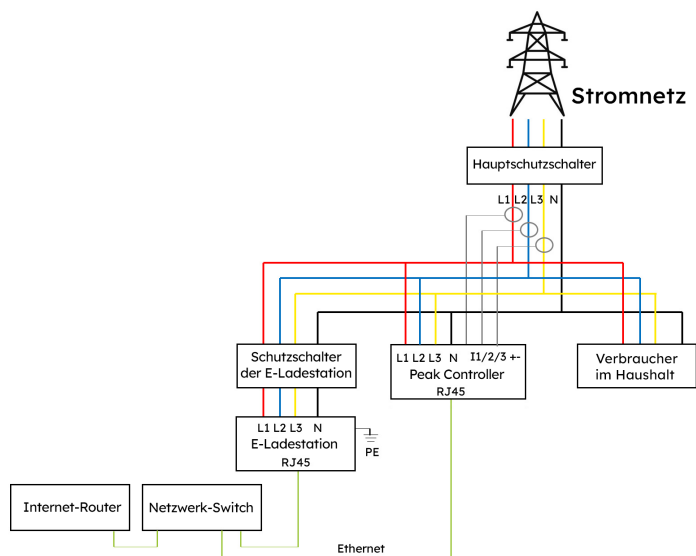 Stromnetz
Hauptschutzschalter
L1 L2 L3 N
Schutzschalter
der E-Ladestation
L1 L2 L3 N I1/2/3 +-
Peak Controller
RJ45
Verbraucher
im Haushalt
L1 L2 L3 N
E-Ladestation
RJ45
PE
Internet-Router
Netzwerk-Switch
Ethernet